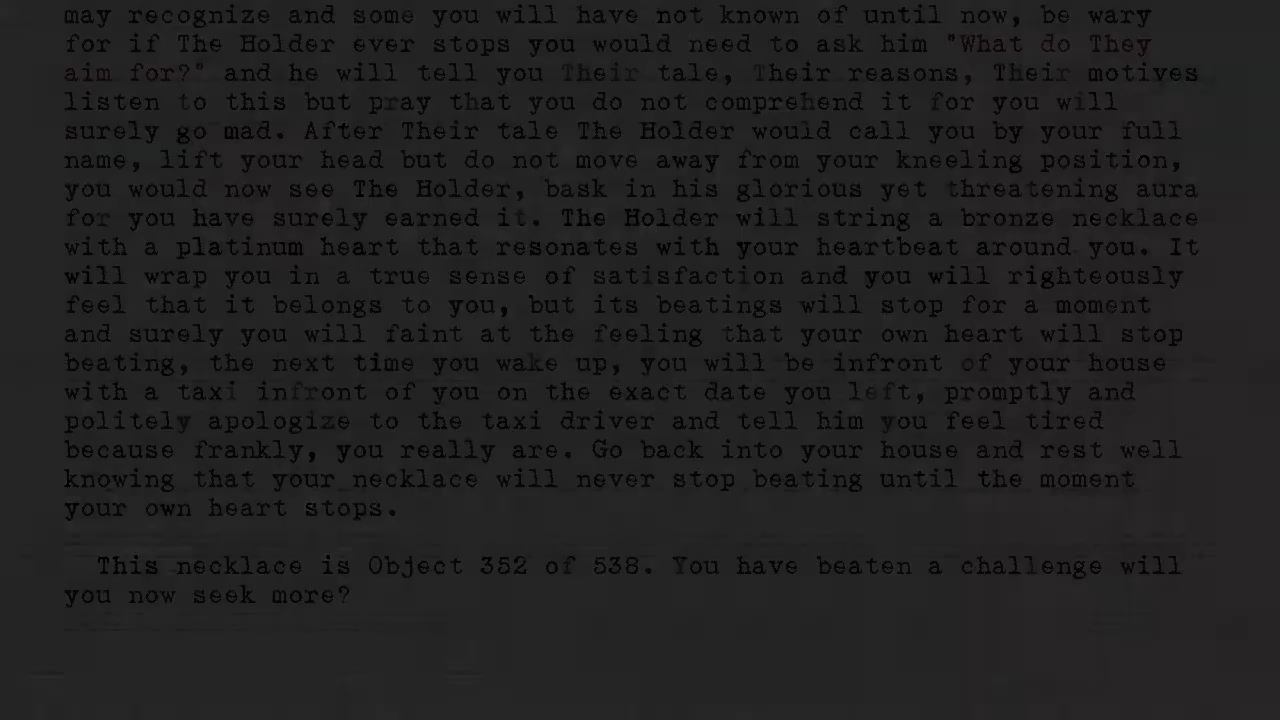 may recognize and some you will have not known of until now, be wary
for if The Holder ever stops you would need to ask him "What do They
aim for?" and he will tell you Their tale, Their reasons, Their motives
listen to this but pray that you do not comprehend it for you will
surely go mad. After Their tale The Holder would call you by your full
name, lift your head but do not move away from your kneeling position,
you would now see The Holder, bask in his glorious yet threatening aura
for you have surely earned it. The Holder will string a bronze necklace
with a platinum heart that resonates with your heartbeat around you. It
will wrap you in a true sense of satisfaction and you will righteously
feel that it belongs to you, but its beatings will stop for a moment
and surely you will faint at the feeling that your own heart will stop
beating, the next time you wake up, you will be infront of your house
with a taxi infront of you on the exact date you left, promptly and
politely apologize to the taxi driver and tell him you feel tired
because frankly, you really are. Go back into your house and rest well
knowing that your necklace will never stop beating until the moment
your own heart stops.
This necklace is Object 352 of 538. You have beaten a challenge will
you now seek more?